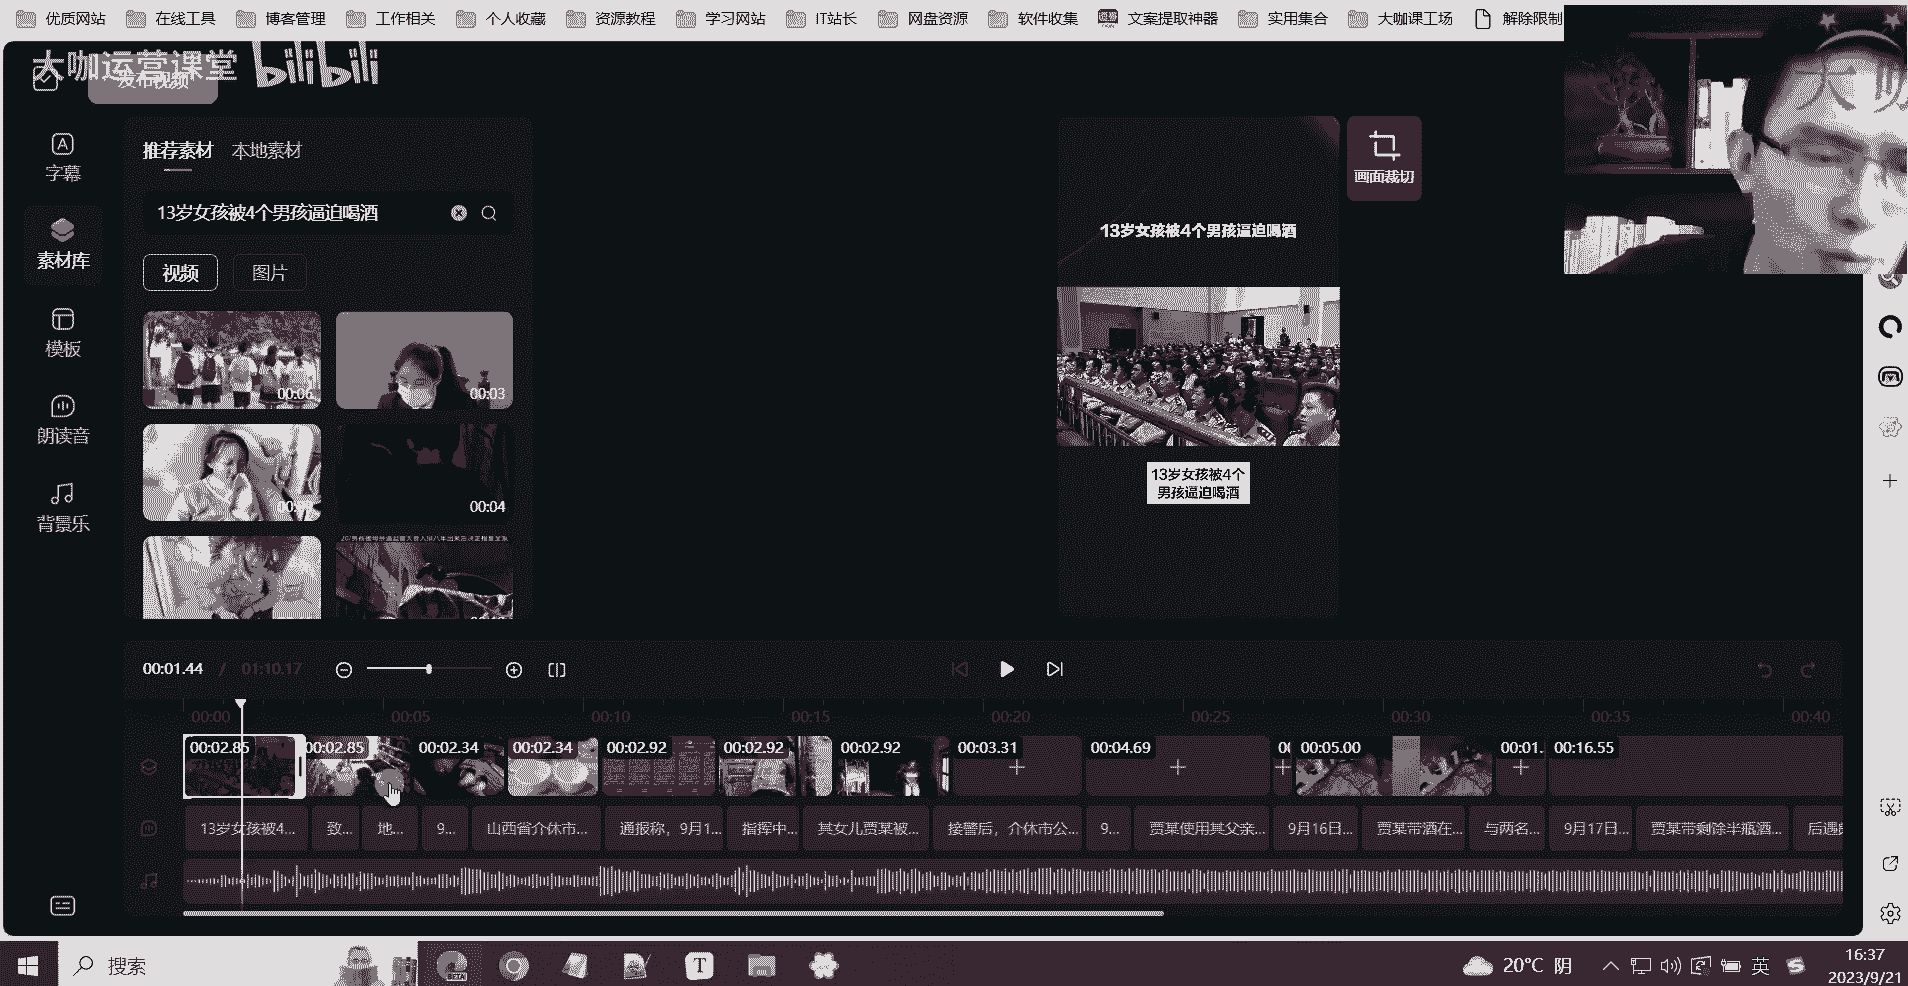 优质网站 在线工具 博客管理 工作相关 个人收藏 资源教程 学习网站 IT站长 网盘资源 软件收集 文案提取神器 实用集合 大咖课工场 解除限制
大咖运营课堂 bilibili
发布视频
字幕
素材库
模板
朗读音
背景乐
推荐素材 本地素材
13岁女孩被4个男孩逼迫喝酒
视频 图片
00:06
00:03
00:04
画面裁切
13岁女孩被4个男孩逼迫喝酒
13岁女孩被4个
男孩逼迫喝酒
00:01.44 / 01:10.17
00:00 00:05 00:10 00:15 00:20 00:25 00:30 00:35 00:40
00:02.85 00:02.85 00:02.34 00:02.34 00:02.92 00:02.92 00:02.92 00:03.31 00:04.69 00:05.00 00:01. 00:16.55
13岁女孩被4... 致... 地... 9... 山西省介休市... 通报称，9月1... 指挥中... 其女儿贾某被... 接警后，介休市公... 9... 贾某使用其父亲... 9月16日... 贾某带酒在... 与两名... 9月17日... 贾某带剩除半瓶酒... 后遇
搜索
BETA
T
20°C 阴
英
16:37
2023/9/21